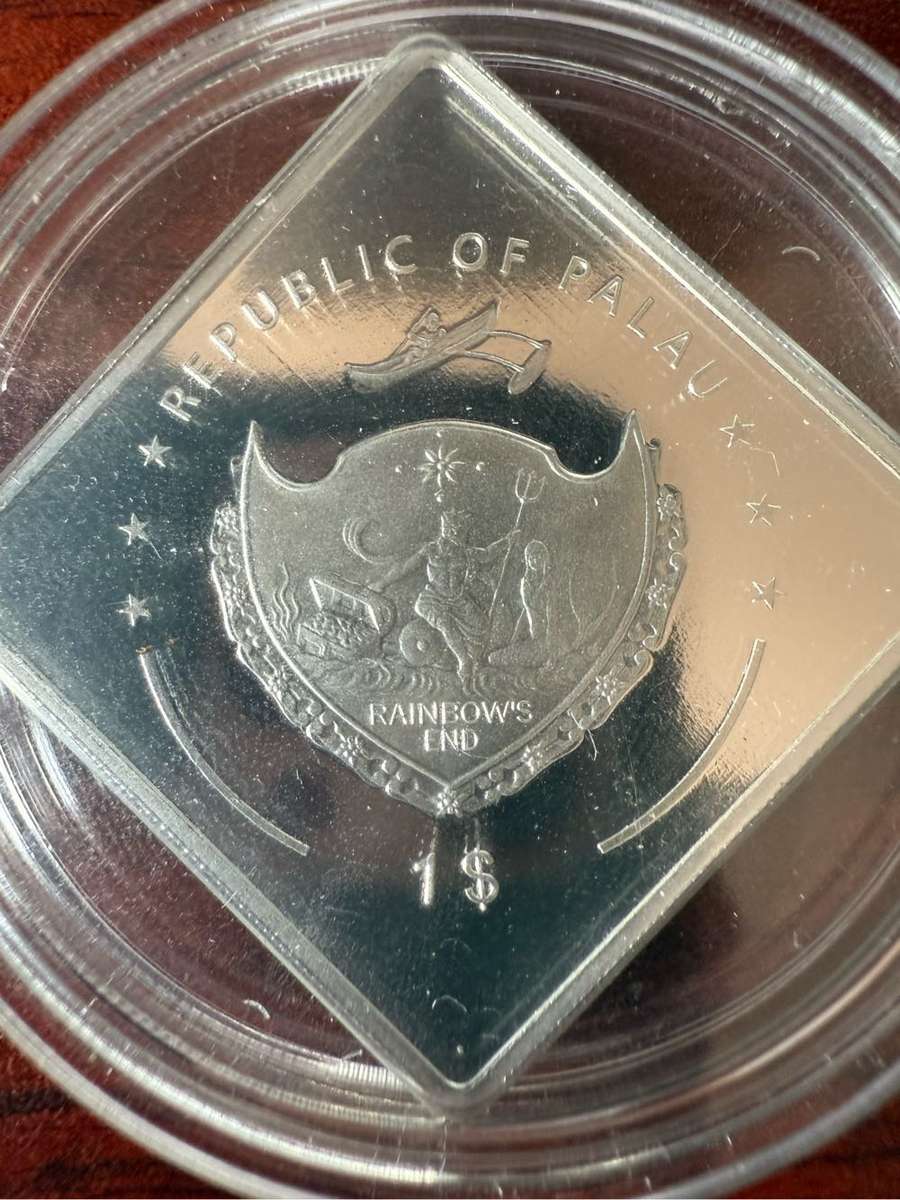 REPUBLIC OF PALAU
RAINBOW'S
END
1 $